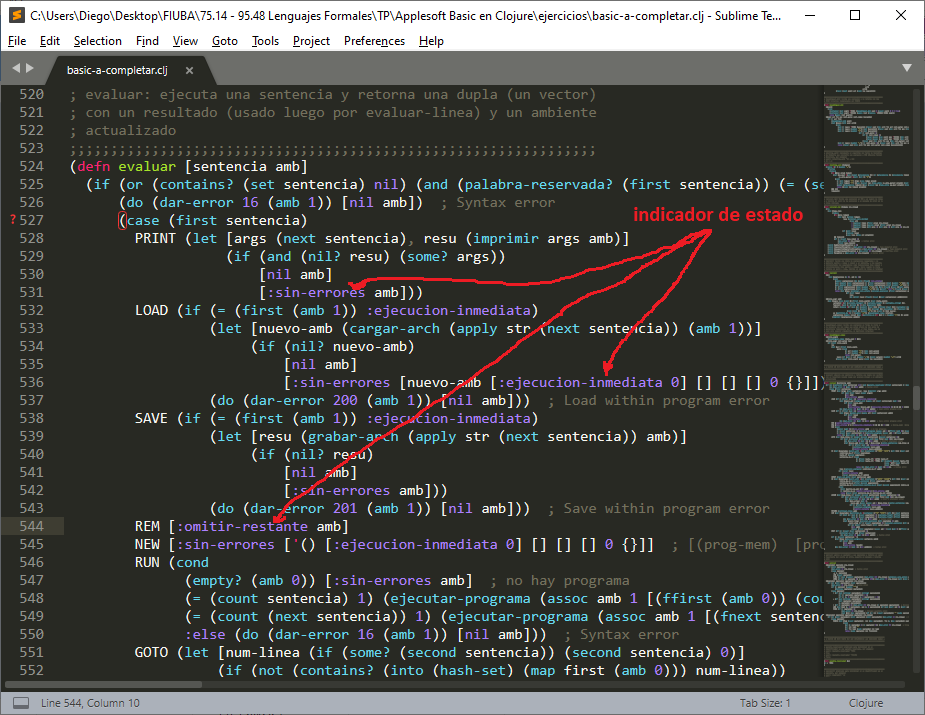 C:\Users\Diego\Desktop\FIUBA\75.14 - 95.48 Lenguajes Formales\TP\Applesoft Basic en Clojure\ejercicios\basic-a-completar.clj - Sublime Te...
File Edit Selection Find View Goto Tools Project Preferences Help
basic-a-completar.clj ×
520 ; evaluar: ejecuta una sentencia y retorna una dupla (un vector)
521 ; con un resultado (usado luego por evaluar-linea) y un ambiente
522 ; actualizado
523 ;;;;;;;;;;;;;;;;;;;;;;;;;;;;;;;;;;;;;;;;;;;;;;;;;;;;;;;;;;;;;;;;
524 (defn evaluar [sentencia amb]
525 (if (or (contains? (set sentencia) nil) (and (palabra-reservada? (first sentencia)) (= (se
526 (do (dar-error 16 (amb 1)) [nil amb]) ; Syntax error
? 527 (case (first sentencia)
indicador de estado
528 PRINT (let [args (next sentencia), resu (imprimir args amb)]
529 (if (and (nil? resu) (some? args))
530 [nil amb]
531 [:sin-errores amb]))
532 LOAD (if (= (first (amb 1)) :ejecucion-inmediata)
533 (let [nuevo-amb (cargar-arch (apply str (next sentencia)) (amb 1))]
534 (if (nil? nuevo-amb)
535 [nil amb]
536 [:sin-errores [nuevo-amb [:ejecucion-inmediata 0] [] [] [] 0 {}]])
537 (do (dar-error 200 (amb 1)) [nil amb])) ; Load within program error
538 SAVE (if (= (first (amb 1)) :ejecucion-inmediata)
539 (let [resu (grabar-arch (apply str (next sentencia)) amb)]
540 (if (nil? resu)
541 [nil amb]
542 [:sin-errores amb]))
543 (do (dar-error 201 (amb 1)) [nil amb])) ; Save within program error
544 REM [:omitir-restante amb]
545 NEW [:sin-errores ['() [:ejecucion-inmediata 0] [] [] [] 0 {}]] ; [(prog-mem) [pro
546 RUN (cond
547 (empty? (amb 0)) [:sin-errores amb] ; no hay programa
548 (= (count sentencia) 1) (ejecutar-programa (assoc amb 1 [(ffirst (amb 0)) (cou
549 (= (count (next sentencia)) 1) (ejecutar-programa (assoc amb 1 [(fnext sentenc
550 :else (do (dar-error 16 (amb 1)) [nil amb])) ; Syntax error
551 GOTO (let [num-linea (if (some? (second sentencia)) (second sentencia) 0)]
552 (if (not (contains? (into (hash-set) (map first (amb 0))) num-linea))
Line 544, Column 10 Tab Size: 1 Clojure